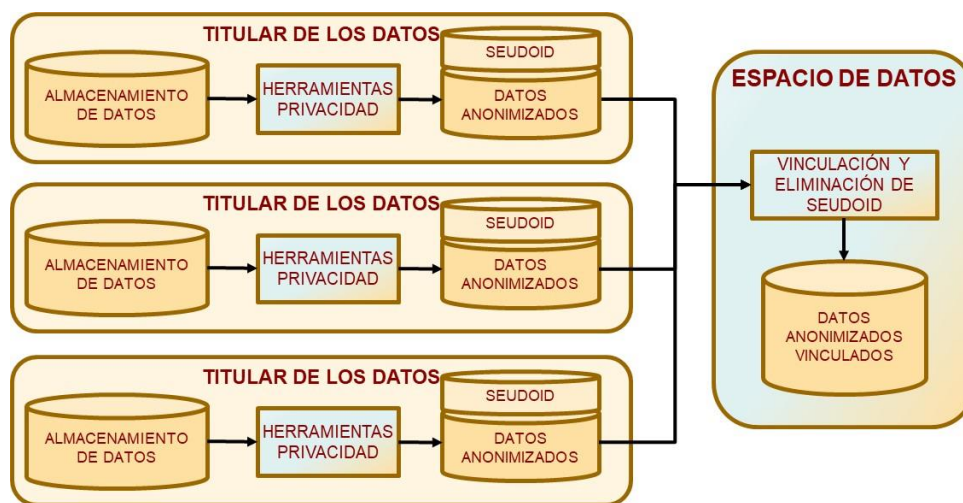 TITULAR DE LOS DATOS
ALMACENAMIENTO
DE DATOS
HERRAMIENTAS
PRIVACIDAD
SEUDOID
DATOS
ANONIMIZADOS
TITULAR DE LOS DATOS
ALMACENAMIENTO
DE DATOS
HERRAMIENTAS
PRIVACIDAD
SEUDOID
DATOS
ANONIMIZADOS
TITULAR DE LOS DATOS
ALMACENAMIENTO
DE DATOS
HERRAMIENTAS
PRIVACIDAD
SEUDOID
DATOS
ANONIMIZADOS
ESPACIO DE DATOS
VINCULACIÓN Y
ELIMINACIÓN DE
SEUDOID
DATOS
ANONIMIZADOS
VINCULADOS